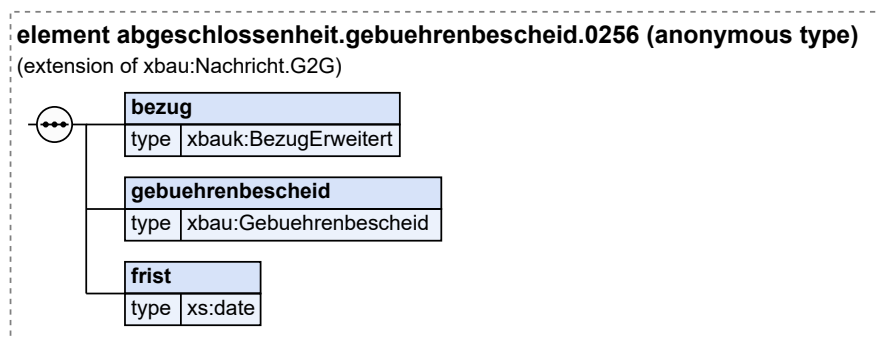 element abgeschlossenheit.gebuehrenbescheid.0256 (anonymous type)
(extension of xbau:Nachricht.G2G)
bezug
type xbauk:BezugErweitert
gebuehrenbescheid
type xbau:Gebuehrenbescheid
frist
type xs:date